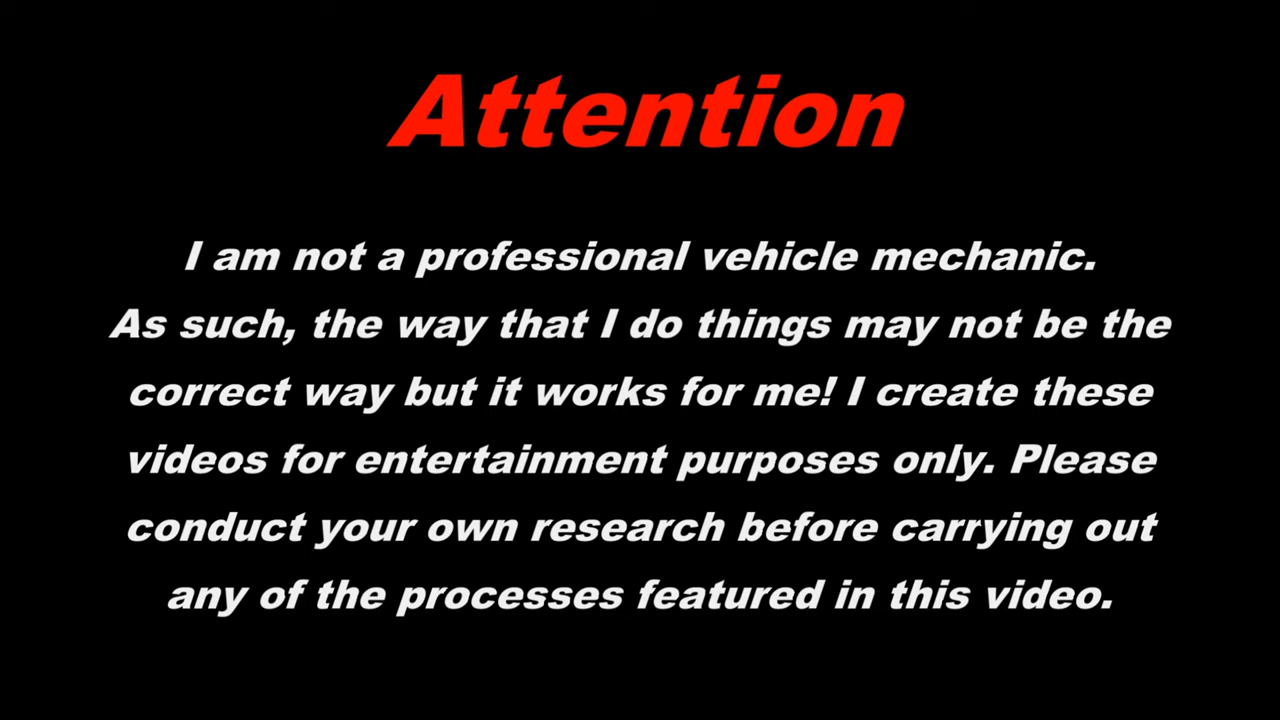 Attention
I am not a professional vehicle mechanic.
As such, the way that I do things may not be the
correct way but it works for me! I create these
videos for entertainment purposes only. Please
conduct your own research before carrying out
any of the processes featured in this video.